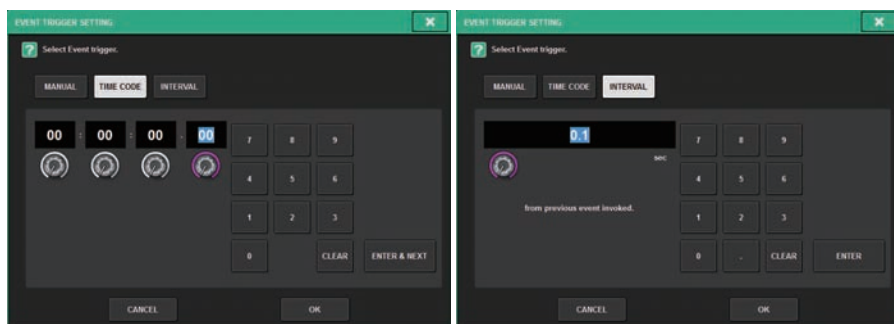 EVENT TRIGGER SETTING
Select Event trigger.
MANUAL TIME CODE INTERVAL
00 : 00 : 00 . 00
7 8 9
4 5 6
1 2 3
0 CLEAR ENTER & NEXT
CANCEL OK
EVENT TRIGGER SETTING
Select Event trigger.
MANUAL TIME CODE INTERVAL
0.1
sec
from previous event invoked.
7 8 9
4 5 6
1 2 3
0 . CLEAR ENTER
CANCEL OK